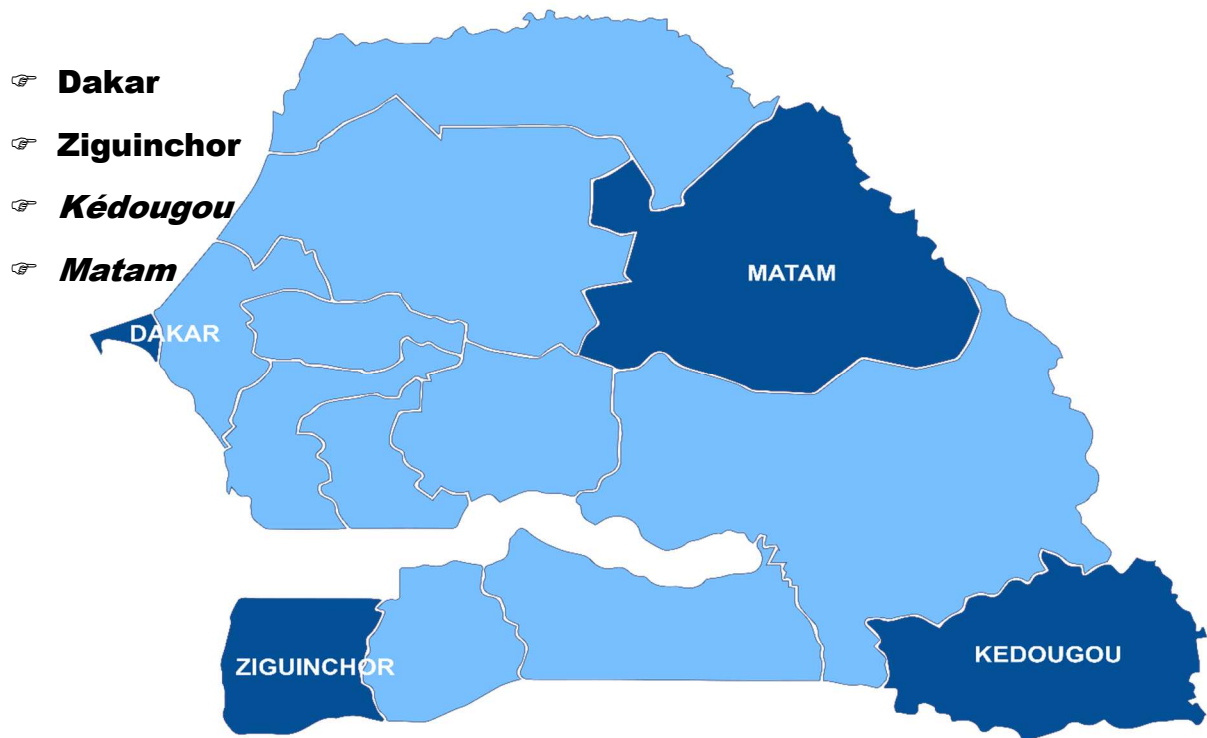 ☞ Dakar
☞ Ziguinchor
☞ Kédougou
☞ Matam
MATAM
DAKAR
ZIGUINCHOR
KEDOUGOU